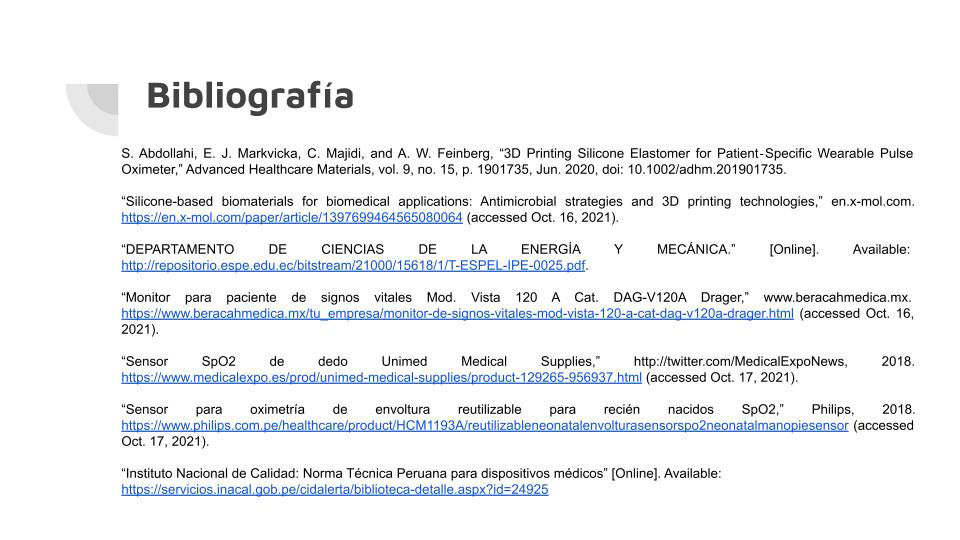 Bibliografía
S. Abdollahi, E. J. Markvicka, C. Majidi, and A. W. Feinberg, “3D Printing Silicone Elastomer for Patient-Specific Wearable Pulse
Oximeter,” Advanced Healthcare Materials, vol. 9, no. 15, p. 1901735, Jun. 2020, doi: 10.1002/adhm.201901735.
“Silicone-based biomaterials for biomedical applications: Antimicrobial strategies and 3D printing technologies,” en.x-mol.com.
https://en.x-mol.com/paper/article/1397699464565080064 (accessed Oct. 16, 2021).
“DEPARTAMENTO DE CIENCIAS DE LA ENERGÍA Y MECÁNICA.” [Online]. Available:
http://repositorio.espe.edu.ec/bitstream/21000/15618/1/T-ESPEL-IPE-0025.pdf.
“Monitor para paciente de signos vitales Mod. Vista 120 A Cat. DAG-V120A Drager,” www.beracahmedica.mx.
https://www.beracahmedica.mx/tu_empresa/monitor-de-signos-vitales-mod-vista-120-a-cat-dag-v120a-drager.html (accessed Oct. 16,
2021).
“Sensor SpO2 de dedo Unimed Medical Supplies,” http://twitter.com/MedicalExpoNews, 2018.
https://www.medicalexpo.es/prod/unimed-medical-supplies/product-129265-956937.html (accessed Oct. 17, 2021).
“Sensor para oximetría de envoltura reutilizable para recién nacidos SpO2,” Philips, 2018.
https://www.philips.com.pe/healthcare/product/HCM1193A/reutilizableneonatalenvolturasensorspo2neonatalmanopiesensor (accessed
Oct. 17, 2021).
“Instituto Nacional de Calidad: Norma Técnica Peruana para dispositivos médicos” [Online]. Available:
https://servicios.inacal.gob.pe/cidalerta/biblioteca-detalle.aspx?id=24925